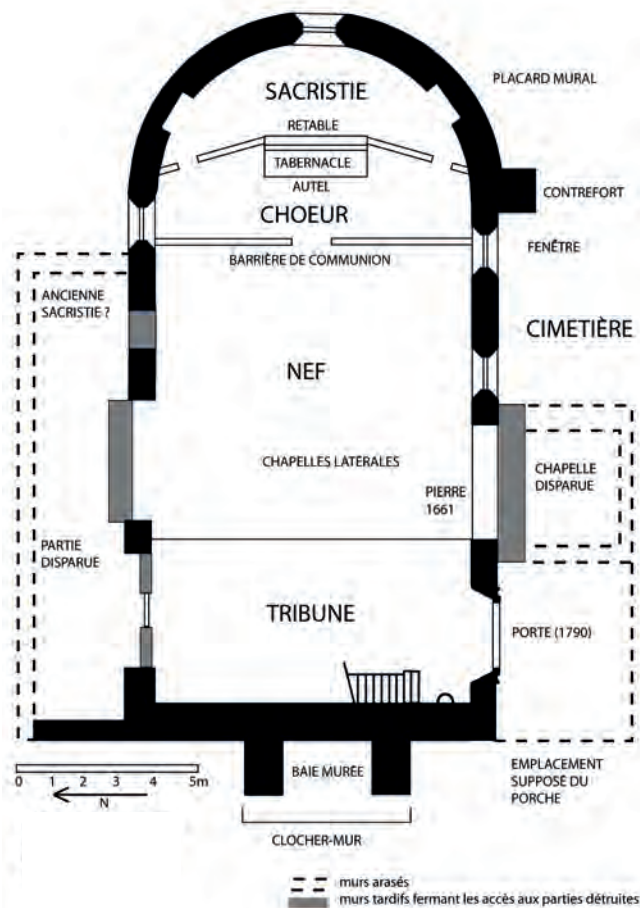 SACRISTIE
PLACARD MURAL
RETABLE
TABERNACLE
AUTEL
CONTREFORT
CHOEUR
FENÊTRE
BARRIÈRE DE COMMUNION
ANCIENNE
SACRISTIE ?
CIMETIÈRE
NEF
CHAPELLES LATÉRALES
CHAPELLE
DISPARUE
PIERRE
1661
PARTIE
DISPARUE
TRIBUNE
PORTE (1790)
BAIE MURÉE
0 1 2 3 4 5m
N
EMPLACEMENT
SUPPOSÉ DU
PORCHE
CLOCHER-MUR
murs arasés
murs tardifs fermant les accès aux parties détruites